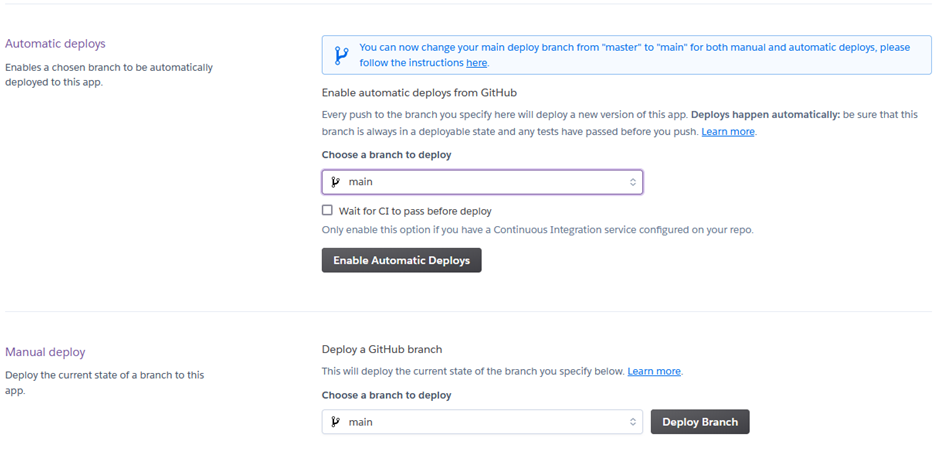 Automatic deploys
Enables a chosen branch to be automatically
deployed to this app.
You can now change your main deploy branch from "master" to "main" for both manual and automatic deploys, please
follow the instructions here.
Enable automatic deploys from GitHub
Every push to the branch you specify here will deploy a new version of this app. Deploys happen automatically: be sure that this
branch is always in a deployable state and any tests have passed before you push. Learn more.
Choose a branch to deploy
main
Wait for CI to pass before deploy
Only enable this option if you have a Continuous Integration service configured on your repo.
Enable Automatic Deploys
Manual deploy
Deploy the current state of a branch to this
app.
Deploy a GitHub branch
This will deploy the current state of the branch you specify below. Learn more.
Choose a branch to deploy
main
Deploy Branch